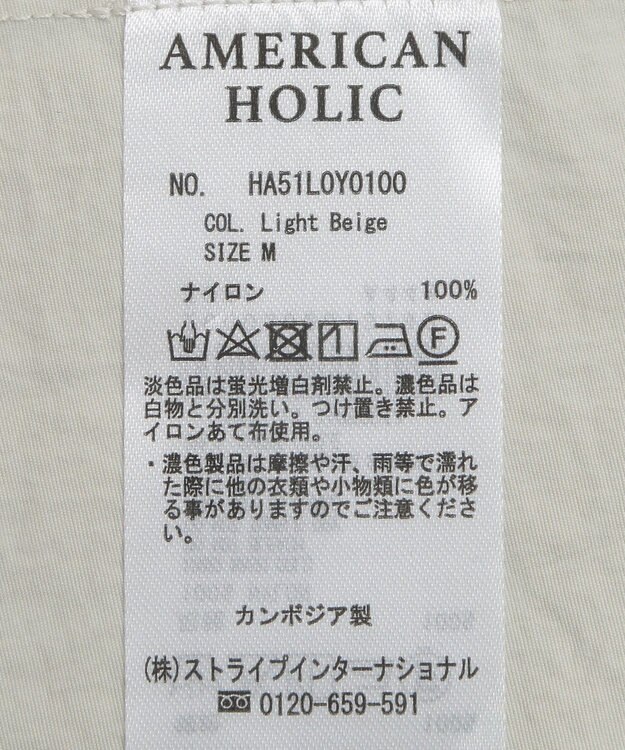 AMERICAN
HOLIC
NO. HA51L0Y0100
COL. Light Beige
SIZE M
ナイロン 100%
F
淡色品は蛍光増白剤禁止。濃色品は
白物と分別洗い。つけ置き禁止。ア
イロンあて布使用。
・濃色製品は摩擦や汗、雨等で濡れ
た際に他の衣類や小物類に色が移
る事がありますのでご注意くださ
い。
カンボジア製
(株)ストライプインターナショナル
0120-659-591